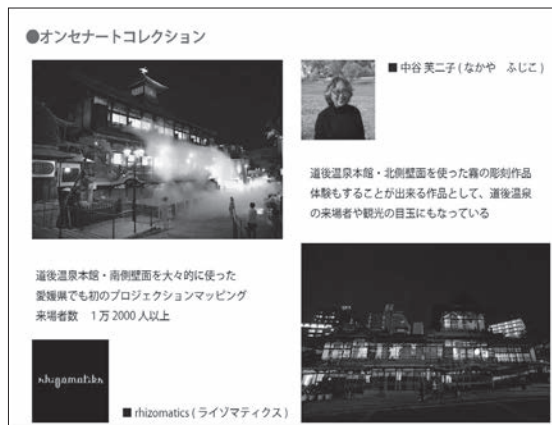 ●オンセナートコレクション
■ 中谷 芙二子 ( なかや ふじこ )
道後温泉本館・北側壁面を使った霧の彫刻作品
体験もすることが出来る作品として、道後温泉
の来場者や観光の目玉にもなっている
道後温泉本館・南側壁面を大々的に使った
愛媛県でも初のプロジェクションマッピング
来場者数 1 万 2000 人以上
rhizomatiks
■ rhizomatics ( ライゾマティクス )